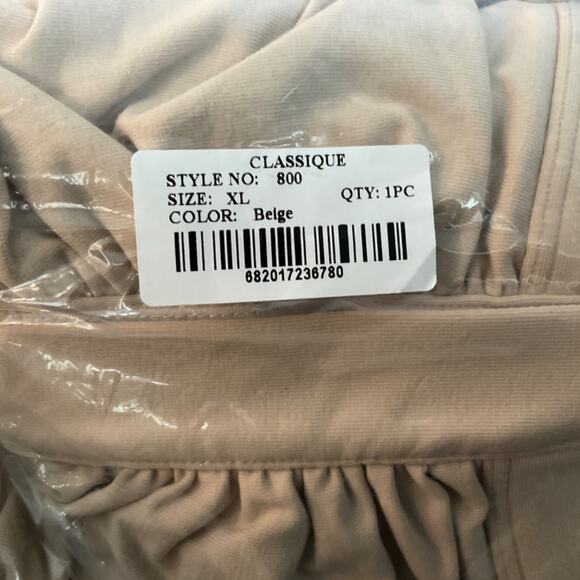 CLASSIQUE
STYLE NO: 800
SIZE: XL QTY: 1PC
COLOR: Beige
682017236780